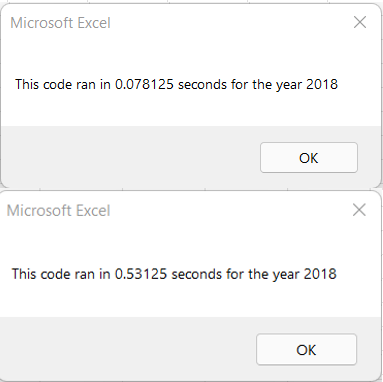 Microsoft Excel
This code ran in 0.078125 seconds for the year 2018
OK
Microsoft Excel
This code ran in 0.53125 seconds for the year 2018
OK